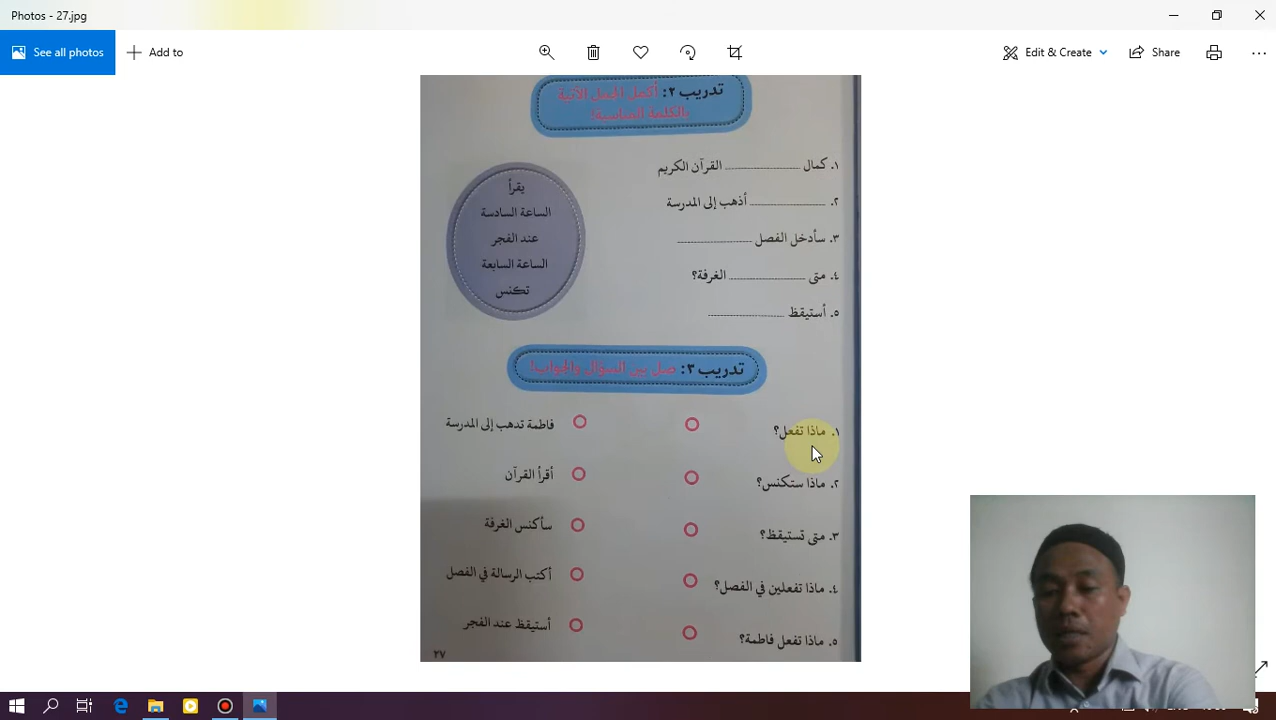 Photos - 27.jpg
See all photos
Add to
Edit & Create
Share
تدريب ٢: أكمل الجمل الآتية
بالكلمة المناسبة!
١. كمال ............ القرآن الكريم
٢. ............ أذهب إلى المدرسة
٣. سأدخل الفصل ............
٤. متى ............ الغرفة؟
٥. أستيقظ ............
يقرأ
الساعة السادسة
عند الفجر
الساعة السابعة
تكنس
تدريب ٣: صل بين السؤال والجواب!
١. ماذا تفعل؟ فاطمة تذهب إلى المدرسة
٢. ماذا ستكنس؟ أقرأ القرآن
٣. متى تستيقظ؟ سأكنس الغرفة
٤. ماذا تفعلين في الفصل؟ أكتب الرسالة في الفصل
٥. ماذا تفعل فاطمة؟ أستيقظ عند الفجر
٢٧